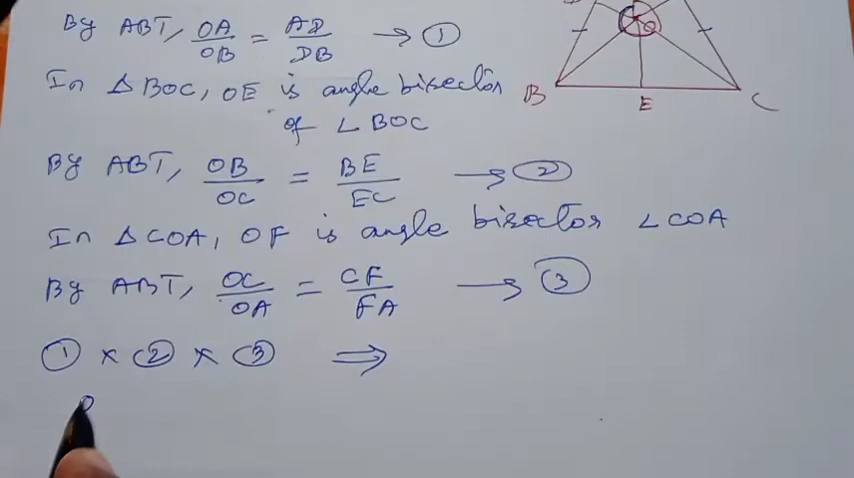 By ABT, OA/OB = AD/DB → ①
In △BOC, OE is angle bisector
of ∠BOC
By ABT, OB/OC = BE/EC → ②
In △COA, OF is angle bisector ∠COA
By ABT, OC/OA = CF/FA → ③
① × ② × ③ ⇒
O
B
E
C